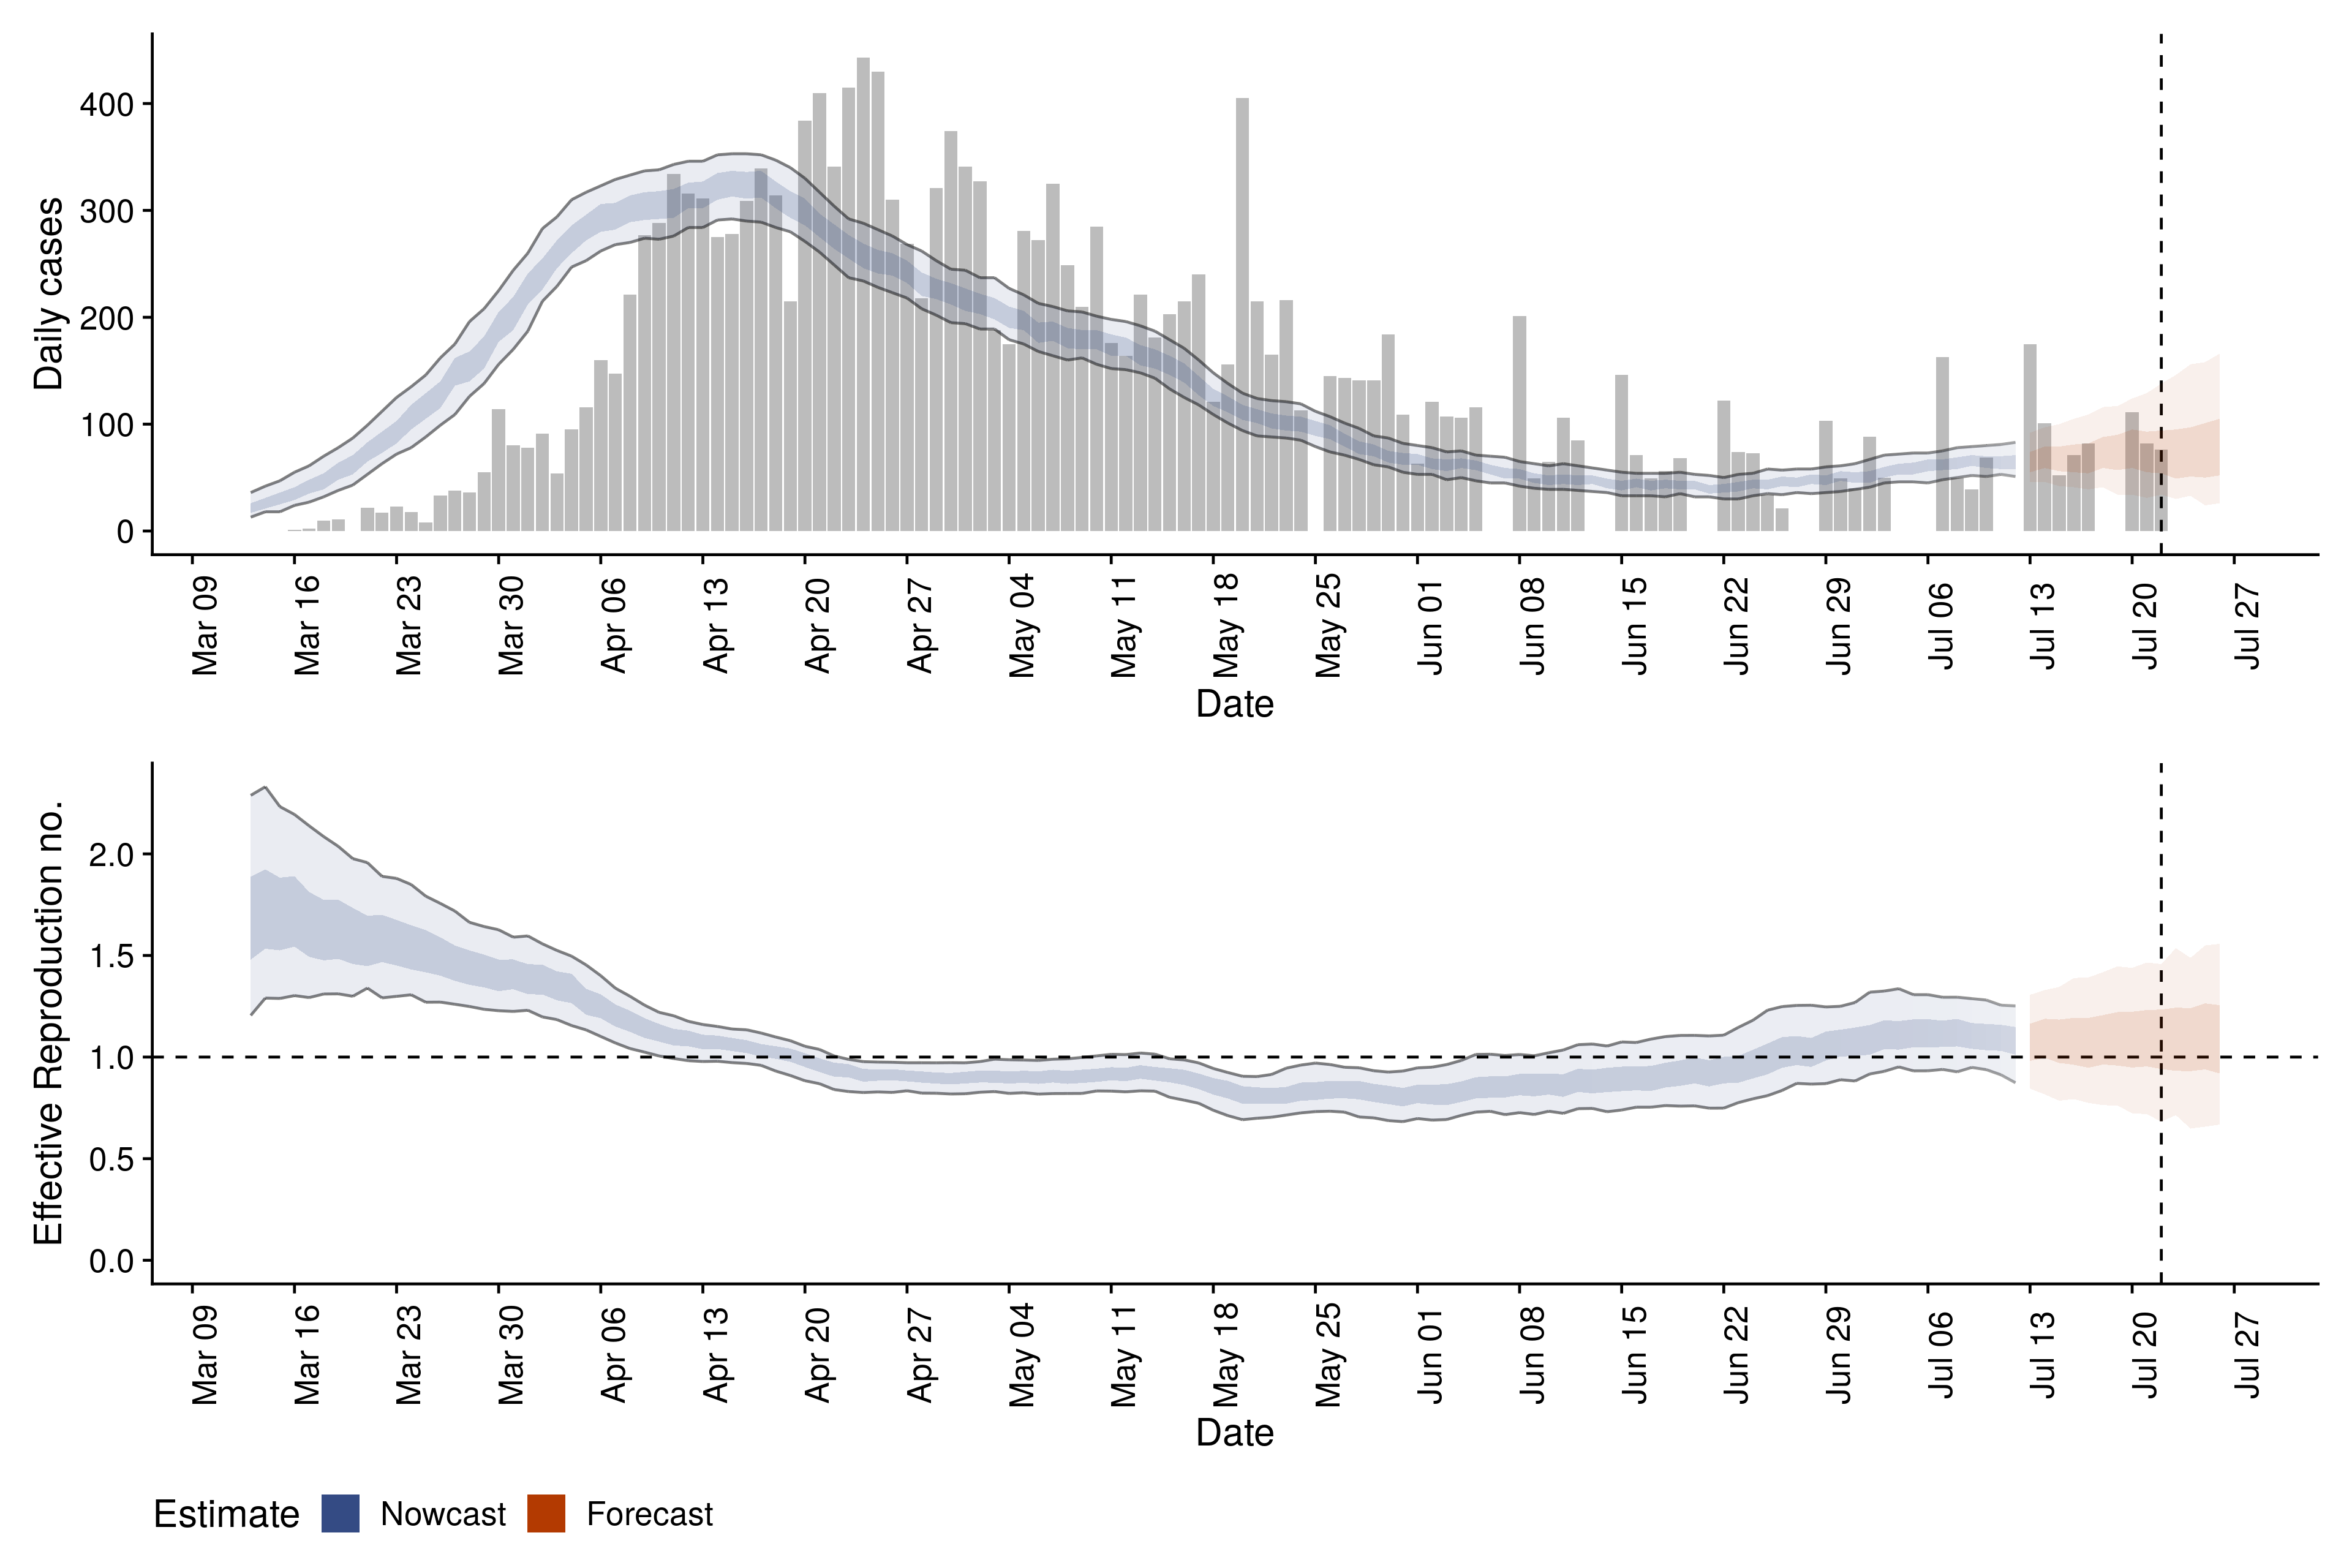 Daily cases
400
300
200
100
0
Mar 09
Mar 16
Mar 23
Mar 30
Apr 06
Apr 13
Apr 20
Apr 27
May 04
May 11
May 18
May 25
Jun 01
Jun 08
Jun 15
Jun 22
Jun 29
Jul 06
Jul 13
Jul 20
Jul 27
Date
Effective Reproduction no.
2.0
1.5
1.0
0.5
0.0
Mar 09
Mar 16
Mar 23
Mar 30
Apr 06
Apr 13
Apr 20
Apr 27
May 04
May 11
May 18
May 25
Jun 01
Jun 08
Jun 15
Jun 22
Jun 29
Jul 06
Jul 13
Jul 20
Jul 27
Date
Estimate Nowcast Forecast